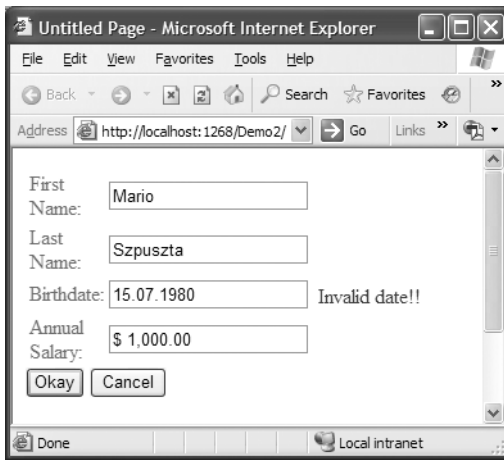 Untitled Page - Microsoft Internet Explorer
File Edit View Favorites Tools Help
Back Search Favorites »
Address http://localhost:1268/Demo2/ Go Links »
First
Name: Mario
Last
Name: Szpuszta
Birthdate: 15.07.1980 Invalid date!!
Annual
Salary: $ 1,000.00
Okay Cancel
Done Local intranet